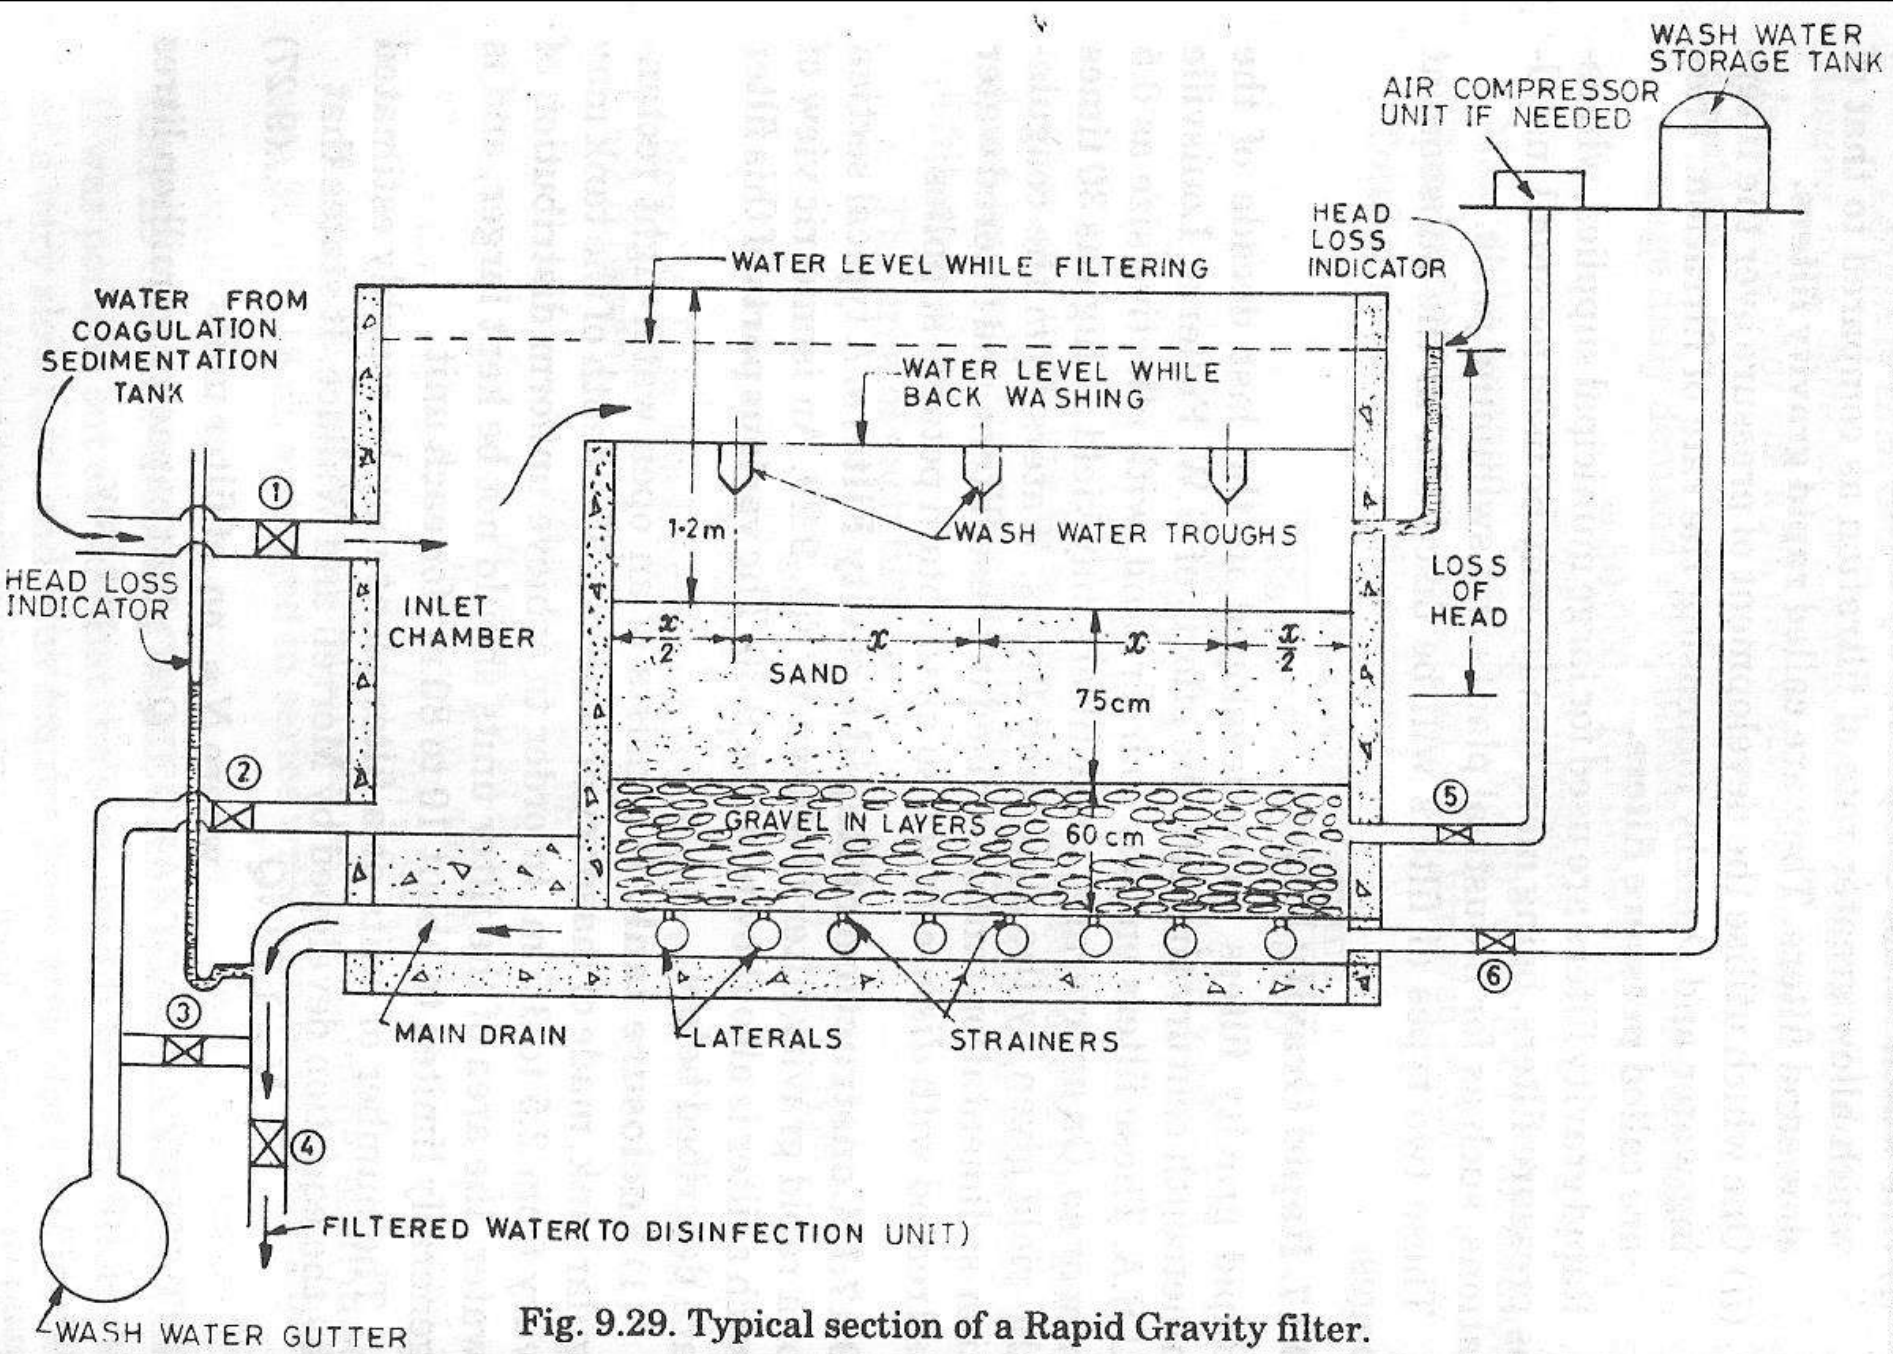 WASH WATER
STORAGE TANK
AIR COMPRESSOR
UNIT IF NEEDED
HEAD
LOSS
INDICATOR
WATER LEVEL WHILE FILTERING
WATER FROM
COAGULATION
SEDIMENTATION
TANK
WATER LEVEL WHILE
BACK WASHING
1
1.2m
WASH WATER TROUGHS
HEAD LOSS
INDICATOR
INLET
CHAMBER
LOSS
OF
HEAD
x/2
x
x
x/2
SAND
75cm
2
5
GRAVEL IN LAYERS
60cm
6
3
MAIN DRAIN
LATERALS
STRAINERS
4
FILTERED WATER(TO DISINFECTION UNIT)
WASH WATER GUTTER
Fig. 9.29. Typical section of a Rapid Gravity filter.